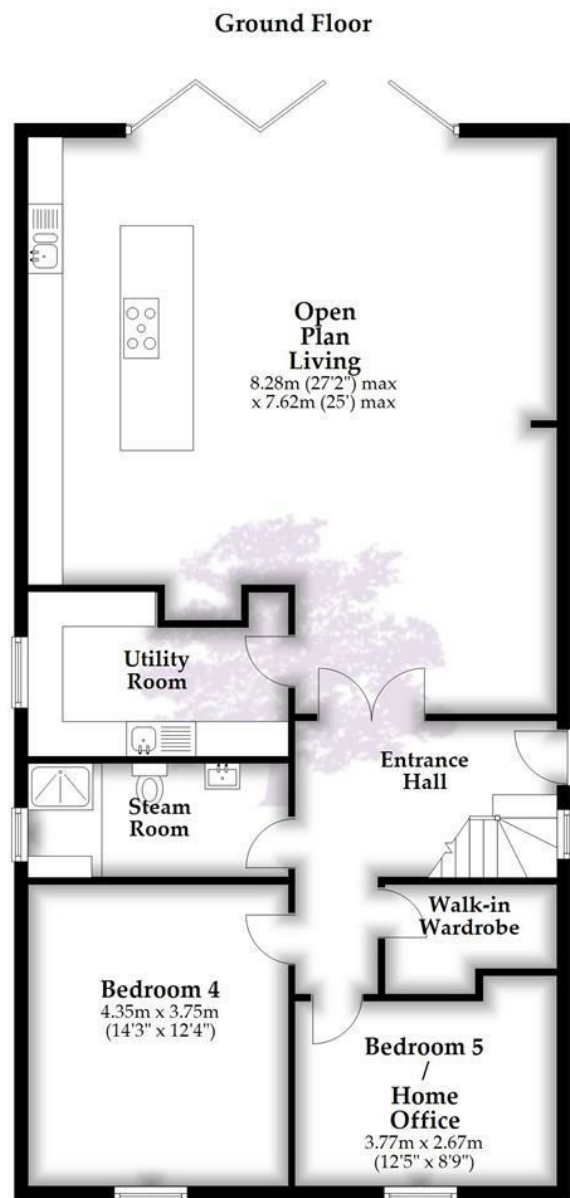 Ground Floor
Open
Plan
Living
8.28m (27'2") max
x 7.62m (25') max
Utility
Room
Entrance
Hall
Steam
Room
Walk-in
Wardrobe
Bedroom 4
4.35m x 3.75m
(14'3" x 12'4")
Bedroom 5
/
Home
Office
3.77m x 2.67m
(12'5" x 8'9")